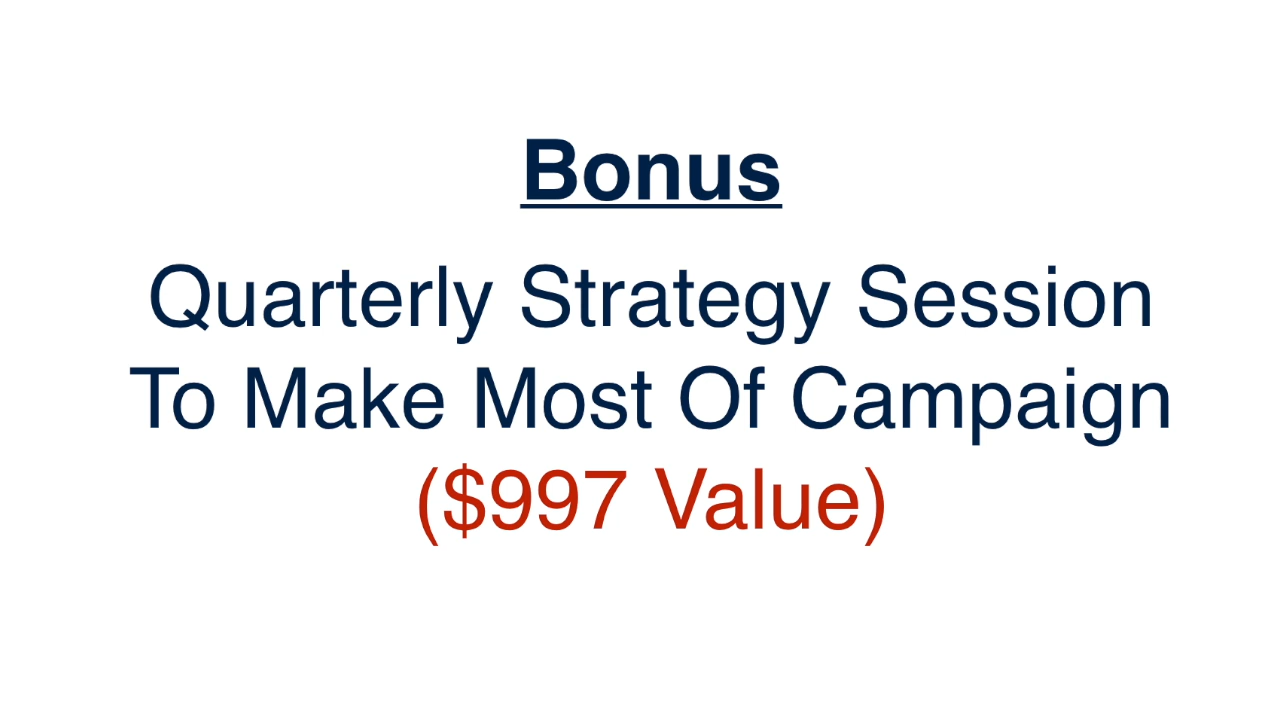 Bonus
Quarterly Strategy Session
To Make Most Of Campaign
($997 Value)